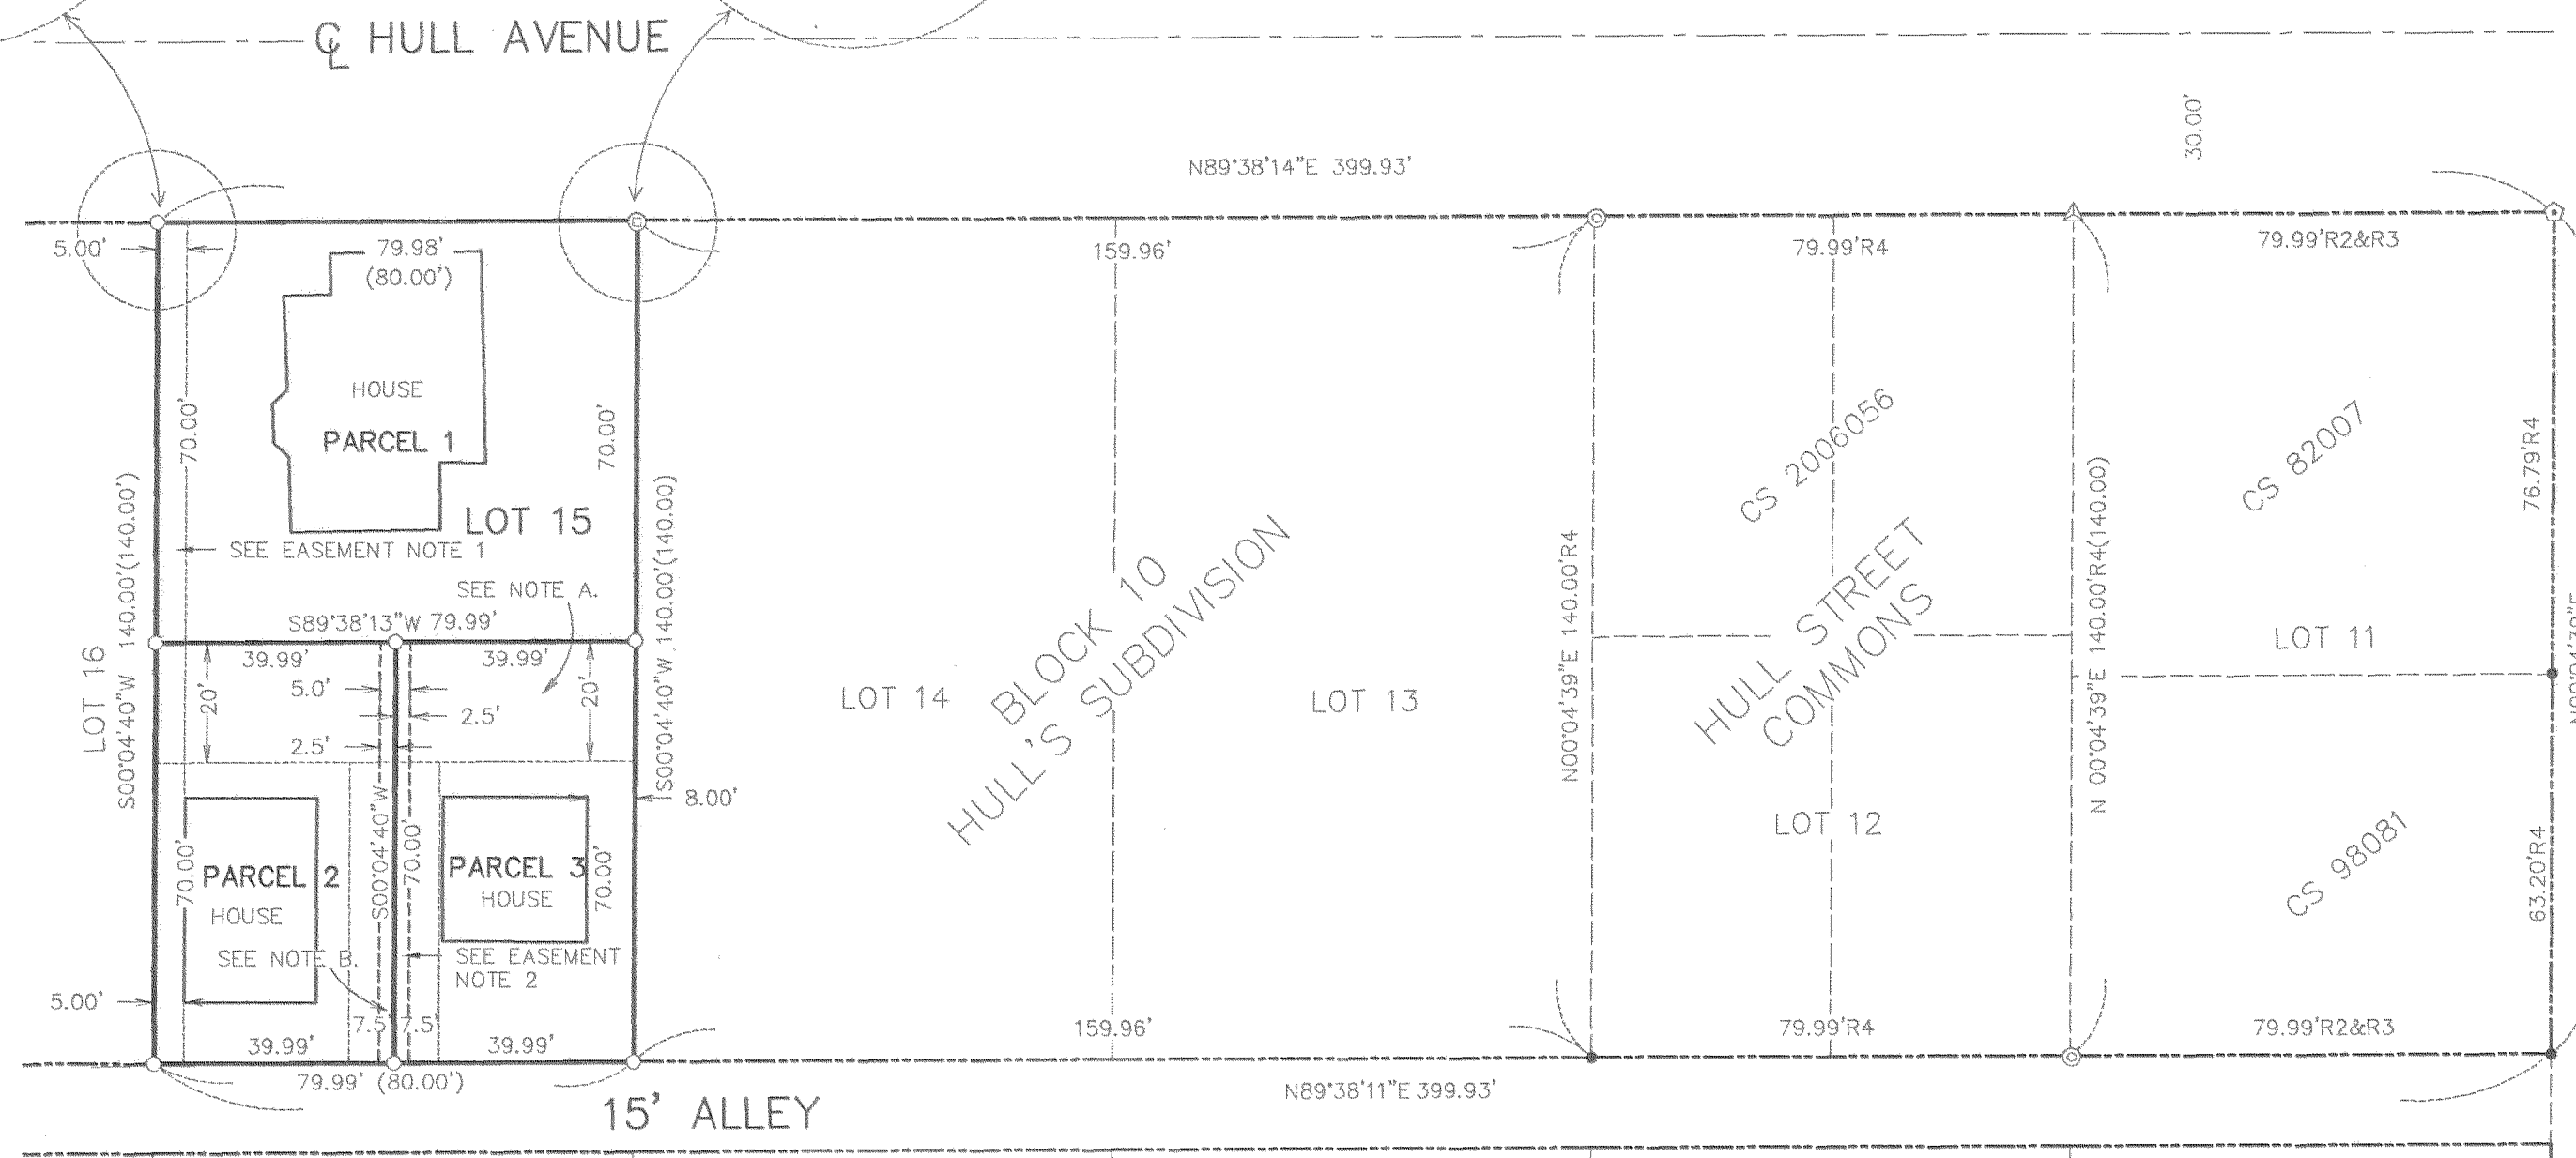 ℄ HULL AVENUE
30.00'
N89°38'14"E 399.93'
5.00'
79.98'
(80.00')
159.96'
79.99'R4
79.99'R2&R3
HOUSE
PARCEL 1
70.00'
70.00'
LOT 15
SEE EASEMENT NOTE 1
SEE NOTE A.
S89°38'13"W 79.99'
39.99'
39.99'
LOT 16
S00°04'40"W 140.00'(140.00')
S00°04'40"W 140.00'(140.00)
20'
5.0'
2.5'
2.5'
20'
8.00'
S00°04'40"W
70.00'
70.00'
PARCEL 2
HOUSE
PARCEL 3
HOUSE
70.00'
SEE NOTE B.
SEE EASEMENT
NOTE 2
5.00'
7.5'
7.5'
39.99'
39.99'
79.99' (80.00')
LOT 14
BLOCK 10
HULL'S SUBDIVISION
LOT 13
N00°04'39"E 140.00'R4
CS 2006056
HULL STREET
COMMONS
LOT 12
N 00°04'39"E 140.00'R4(140.00)
CS 82007
76.79'R4
LOT 11
CS 98081
63.20'R4
159.96'
79.99'R4
79.99'R2&R3
N89°38'11"E 399.93'
15' ALLEY